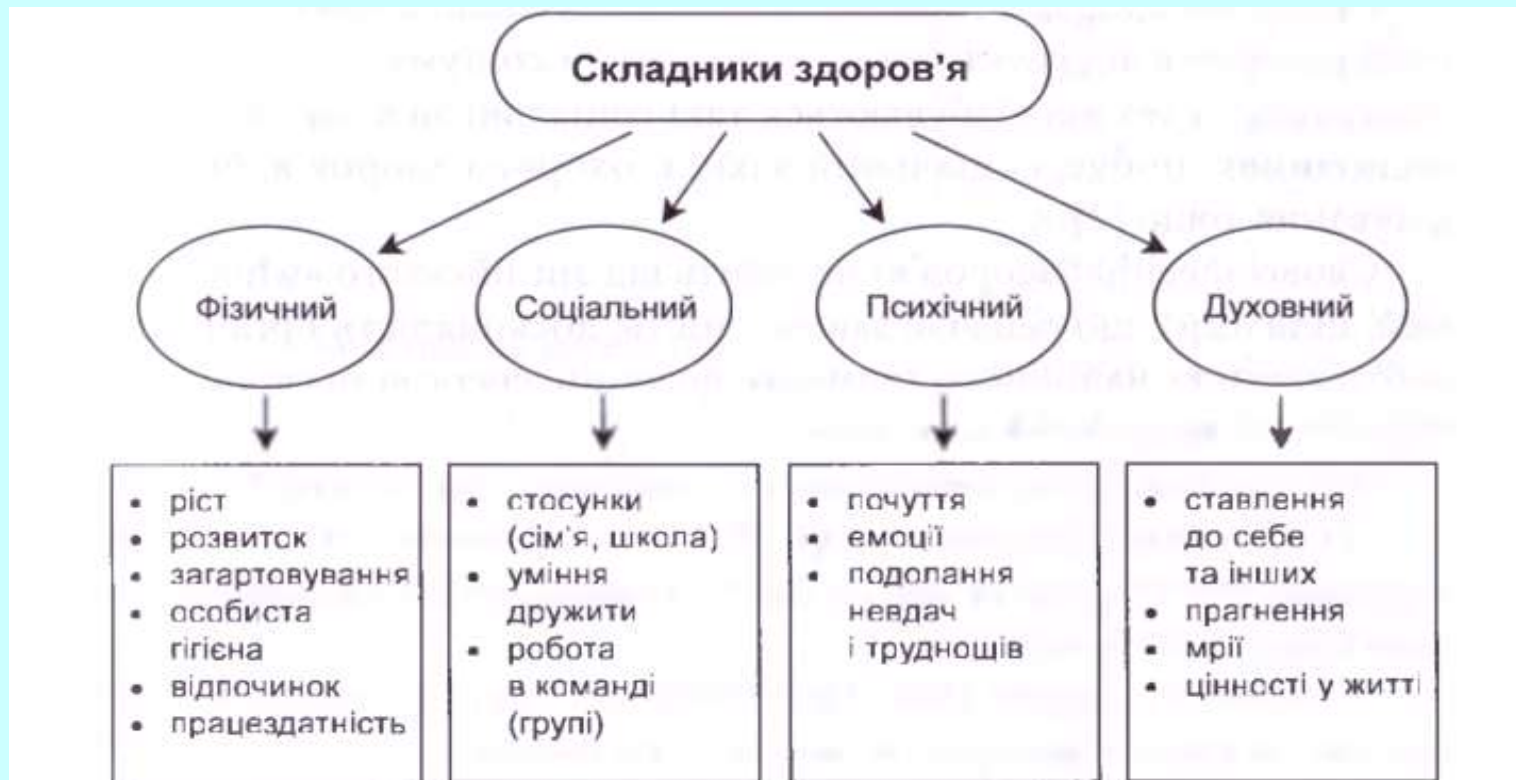 Складники здоров'я
Фізичний
Соціальний
Психічний
Духовний
• ріст
• розвиток
• загартовування
• особиста
гігієна
• відпочинок
• працездатність
• стосунки
(сім'я, школа)
• уміння
дружити
• робота
в команді
(групі)
• почуття
• емоції
• подолання
невдач
і труднощів
• ставлення
до себе
та інших
• прагнення
• мрії
• цінності у житті